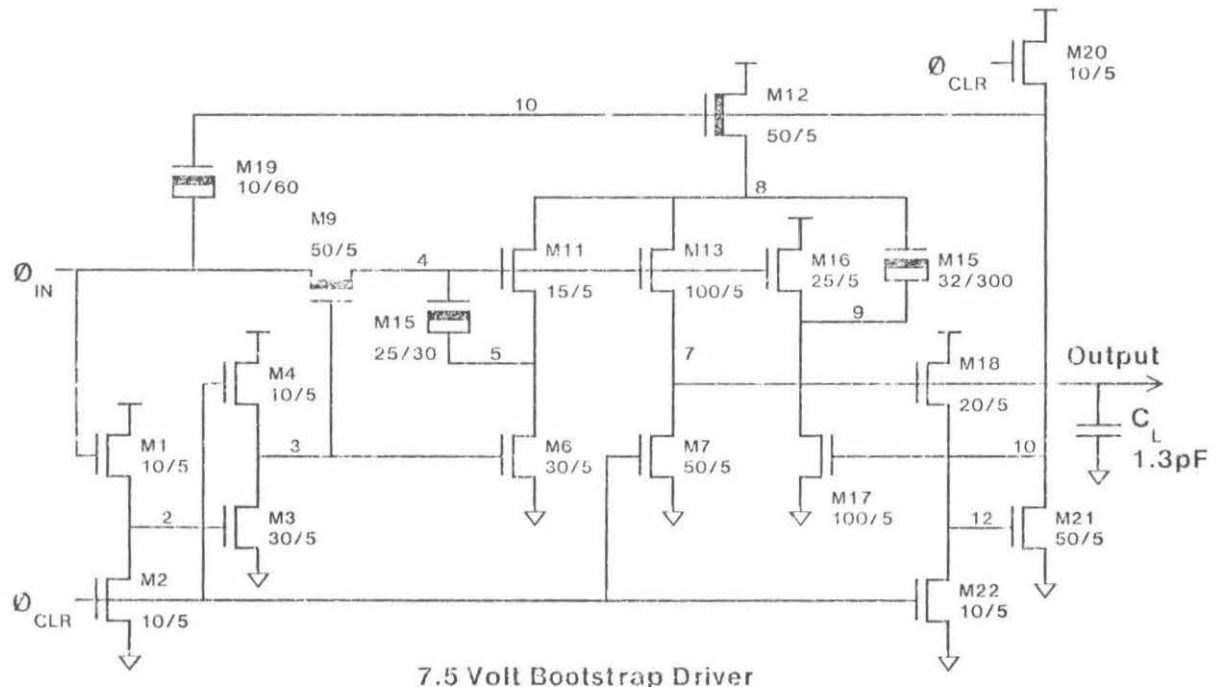 M20
10/5
Ø CLR
M12
50/5
10
M19
10/60
8
M9
50/5
Ø IN
4
M11
15/5
M13
100/5
M16
25/5
M15
32/300
M15
25/30
5
9
7
M18
20/5
Output
C L
1.3pF
M4
10/5
M1
10/5
3
M6
30/5
M7
50/5
M17
100/5
10
2
M3
30/5
12
M21
50/5
Ø CLR
M2
10/5
M22
10/5
7.5 Volt Bootstrap Driver